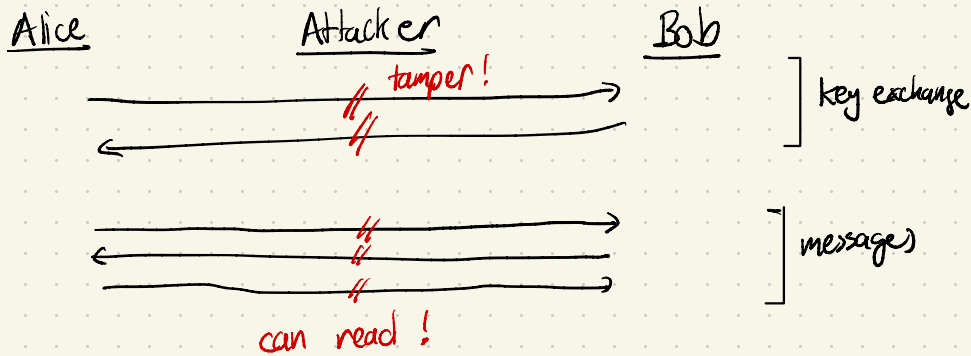 Alice Attacker Bob
tamper!
key exchange
messages
can read!